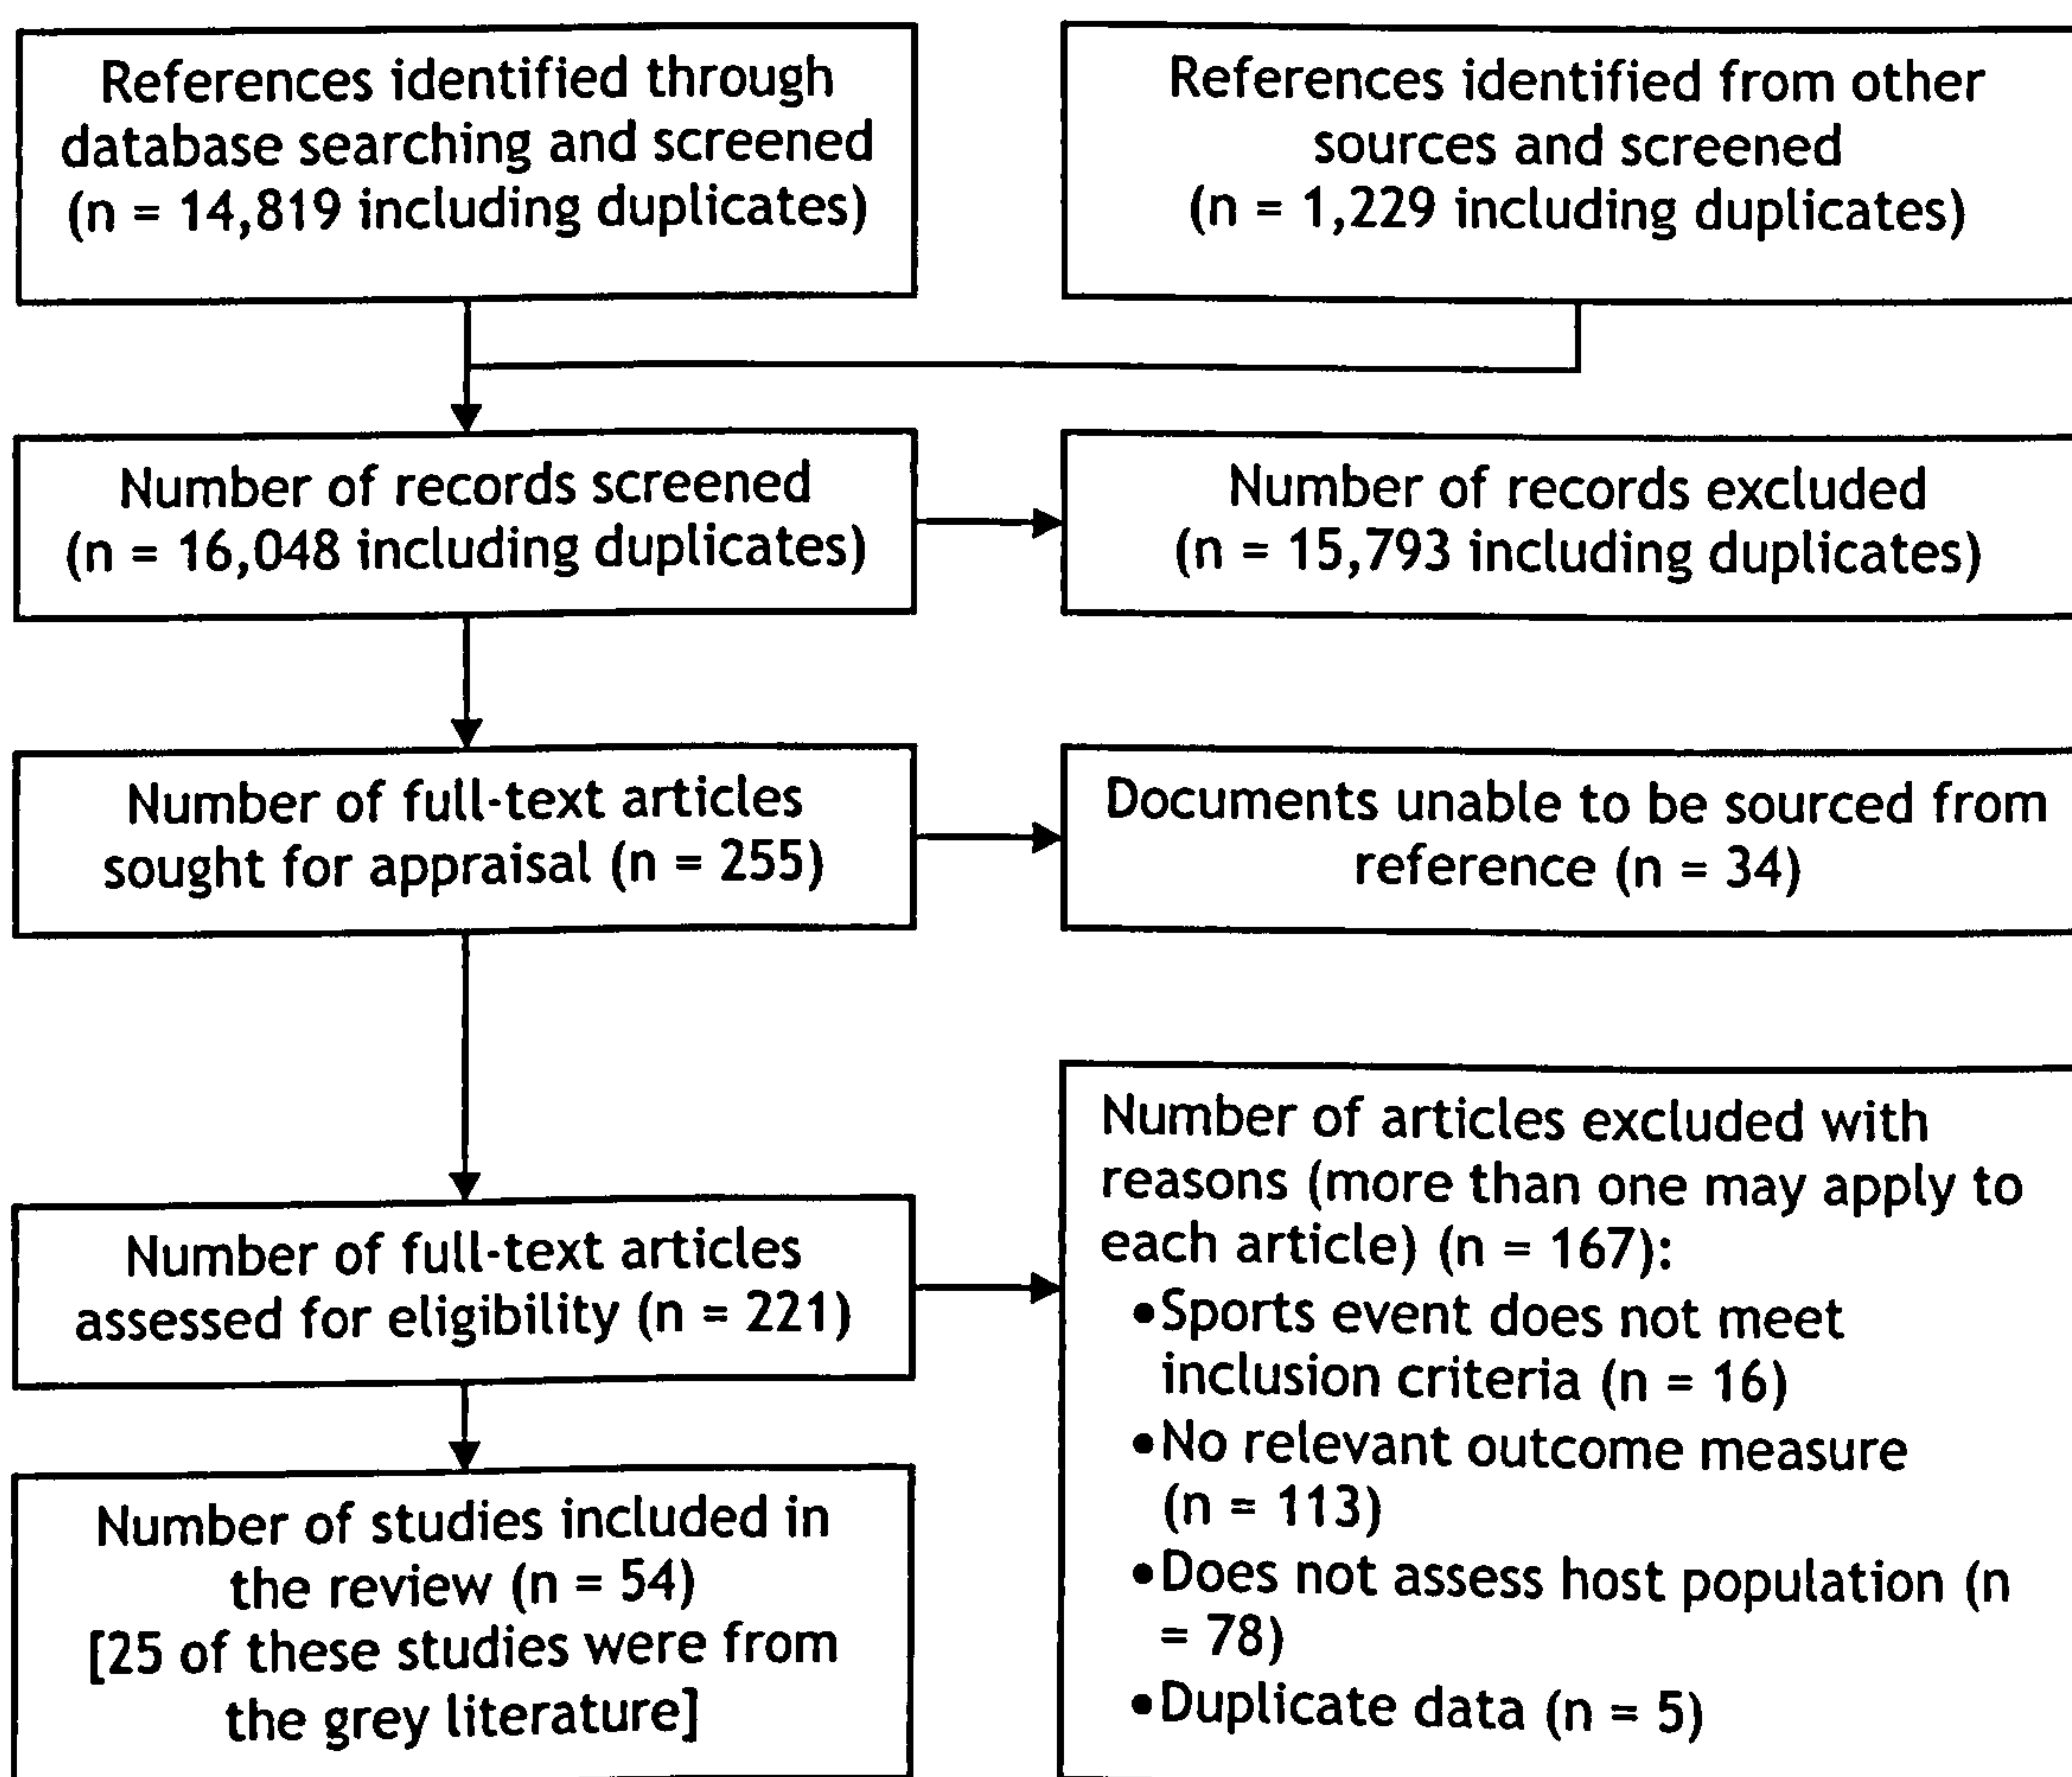 References identified through
database searching and screened
(n = 14,819 including duplicates)
References identified from other
sources and screened
(n = 1,229 including duplicates)
Number of records screened
(n = 16,048 including duplicates)
Number of records excluded
(n = 15,793 including duplicates)
Number of full-text articles
sought for appraisal (n = 255)
Documents unable to be sourced from
reference (n = 34)
Number of full-text articles
assessed for eligibility (n = 221)
Number of articles excluded with
reasons (more than one may apply to
each article) (n = 167):
•Sports event does not meet
inclusion criteria (n = 16)
•No relevant outcome measure
(n = 113)
•Does not assess host population (n
= 78)
•Duplicate data (n = 5)
Number of studies included in
the review (n = 54)
[25 of these studies were from
the grey literature]